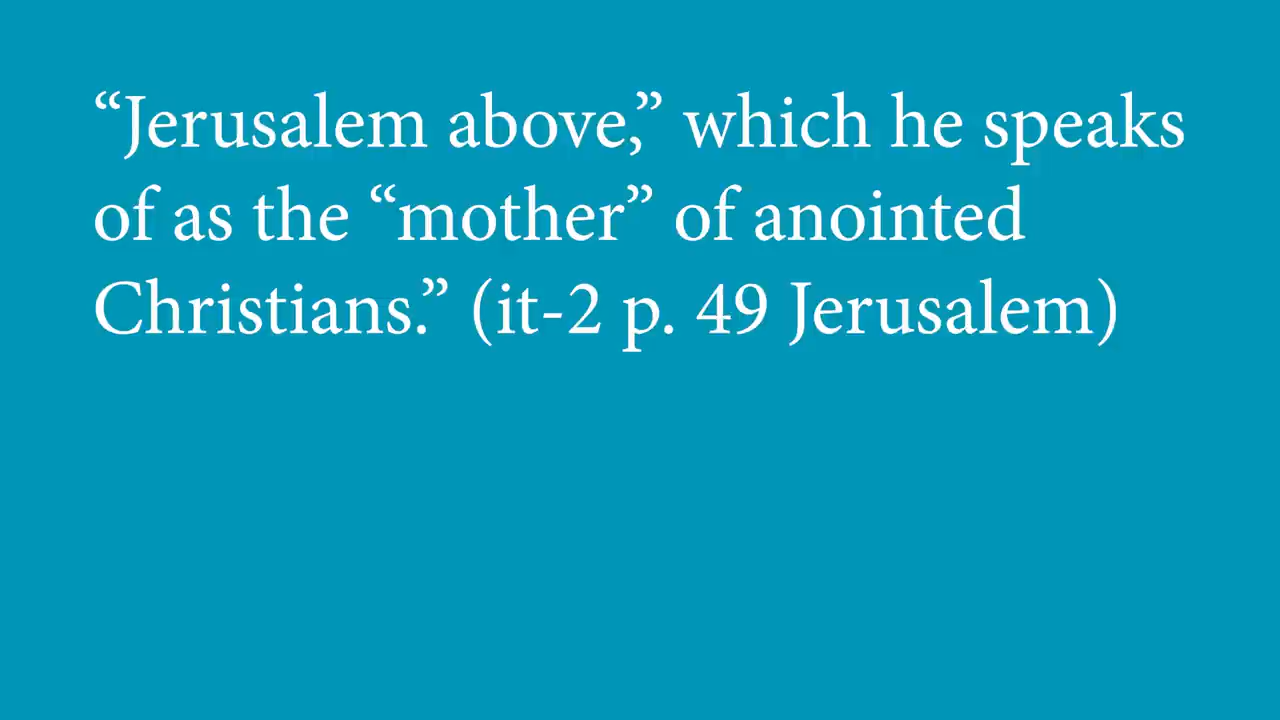 “Jerusalem above,” which he speaks
of as the “mother” of anointed
Christians.” (it-2 p. 49 Jerusalem)